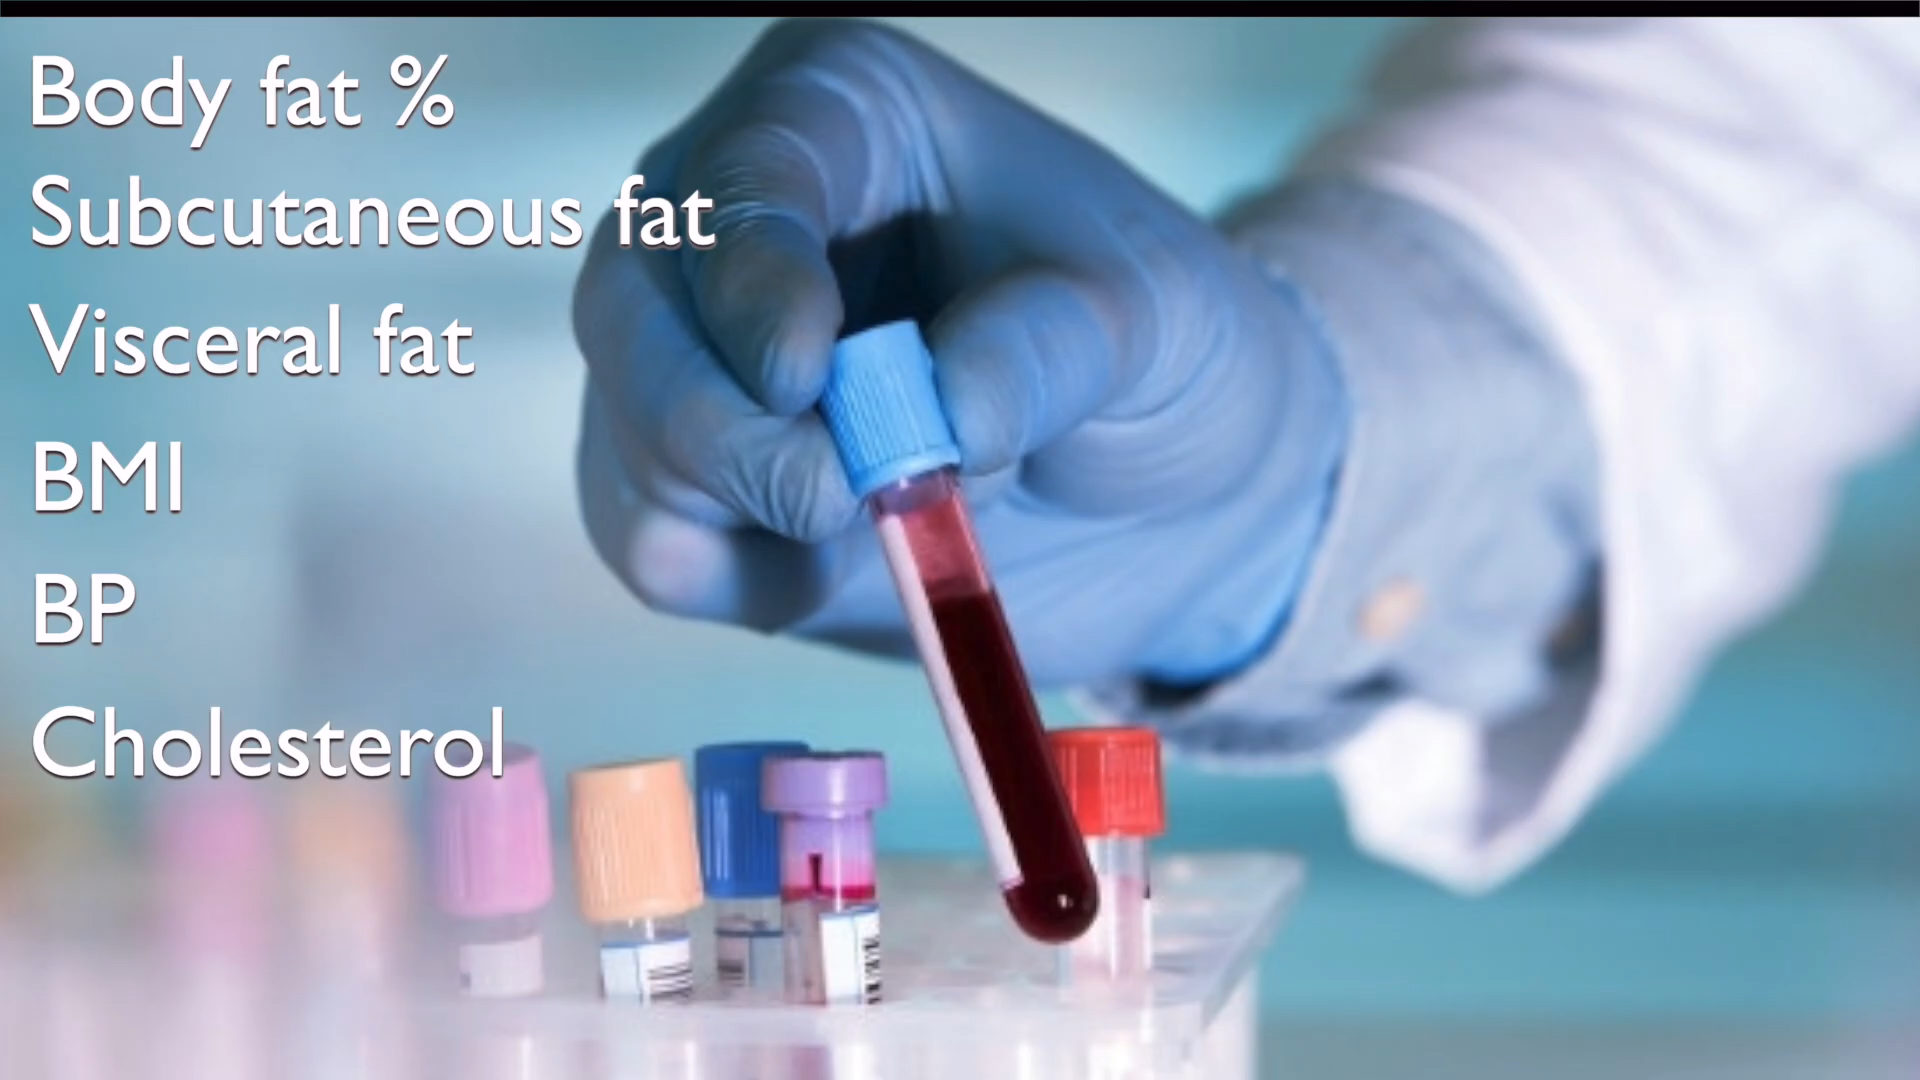 Body fat %
Subcutaneous fat
Visceral fat
BMI
BP
Cholesterol